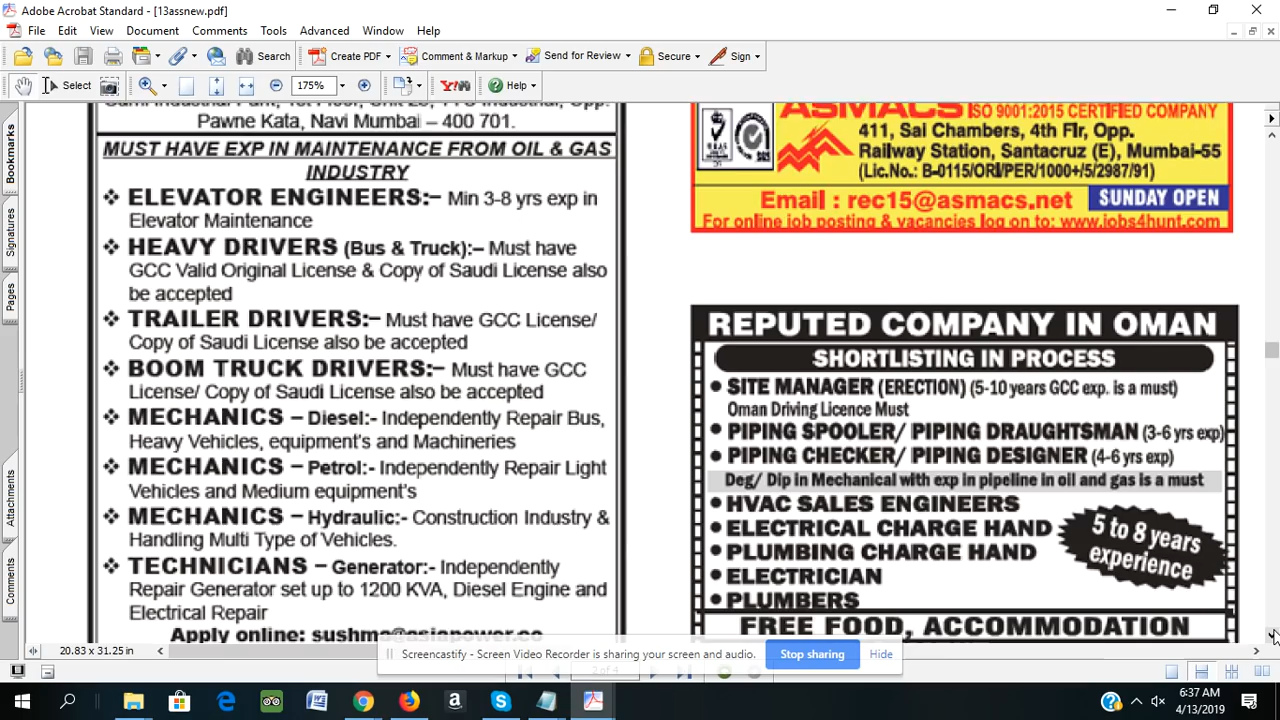 Adobe Acrobat Standard - [13assnew.pdf]
File Edit View Document Comments Tools Advanced Window Help
Search Create PDF Comment & Markup Send for Review Secure Sign
Select 175% Y! Help
Bookmarks
Signatures
Pages
Attachments
Comments
Pawne Kata, Navi Mumbai – 400 701.
MUST HAVE EXP IN MAINTENANCE FROM OIL & GAS
INDUSTRY
❖ ELEVATOR ENGINEERS:– Min 3-8 yrs exp in
Elevator Maintenance
❖ HEAVY DRIVERS (Bus & Truck):– Must have
GCC Valid Original License & Copy of Saudi License also
be accepted
❖ TRAILER DRIVERS:– Must have GCC License/
Copy of Saudi License also be accepted
❖ BOOM TRUCK DRIVERS:– Must have GCC
License/ Copy of Saudi License also be accepted
❖ MECHANICS – Diesel:- Independently Repair Bus,
Heavy Vehicles, equipment's and Machineries
❖ MECHANICS – Petrol:- Independently Repair Light
Vehicles and Medium equipment's
❖ MECHANICS – Hydraulic:- Construction Industry &
Handling Multi Type of Vehicles.
❖ TECHNICIANS – Generator:- Independently
Repair Generator set up to 1200 KVA, Diesel Engine and
Electrical Repair
Apply online: sushma@asiapower.co
ASMACS ISO 9001:2015 CERTIFIED COMPANY
411, Sai Chambers, 4th Flr, Opp.
Railway Station, Santacruz (E), Mumbai-55
(Lic.No.: B-0115/ORI/PER/1000+/5/2987/91)
Email : rec15@asmacs.net SUNDAY OPEN
For online job posting & vacancies log on to: www.jobs4hunt.com
REPUTED COMPANY IN OMAN
SHORTLISTING IN PROCESS
• SITE MANAGER (ERECTION) (5-10 years GCC exp. is a must)
Oman Driving Licence Must
• PIPING SPOOLER/ PIPING DRAUGHTSMAN (3-6 yrs exp)
• PIPING CHECKER/ PIPING DESIGNER (4-6 yrs exp)
Deg/ Dip in Mechanical with exp in pipeline in oil and gas is a must
• HVAC SALES ENGINEERS
• ELECTRICAL CHARGE HAND
• PLUMBING CHARGE HAND
• ELECTRICIAN
• PLUMBERS
5 to 8 years
experience
FREE FOOD, ACCOMMODATION
20.83 x 31.25 in
Screencastify - Screen Video Recorder is sharing your screen and audio. Stop sharing Hide
2 of 4
6:37 AM
4/13/2019